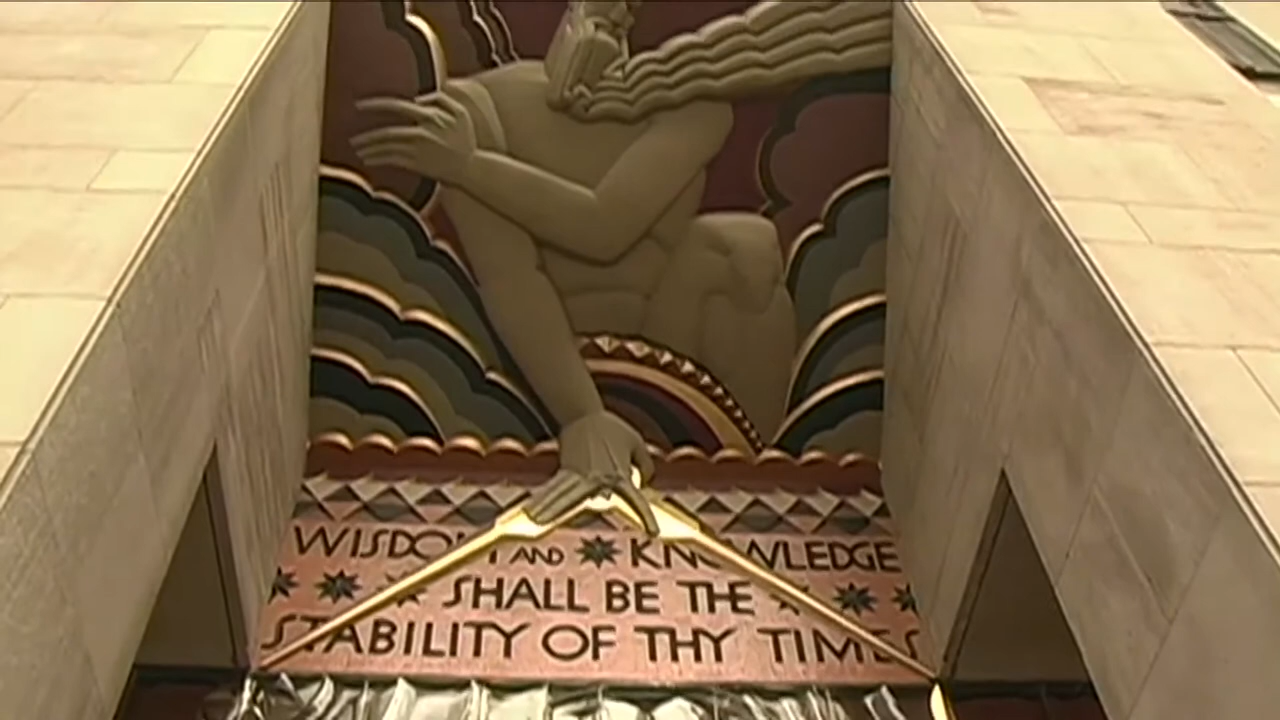 WISDOM AND KNOWLEDGE
SHALL BE THE
STABILITY OF THY TIMES